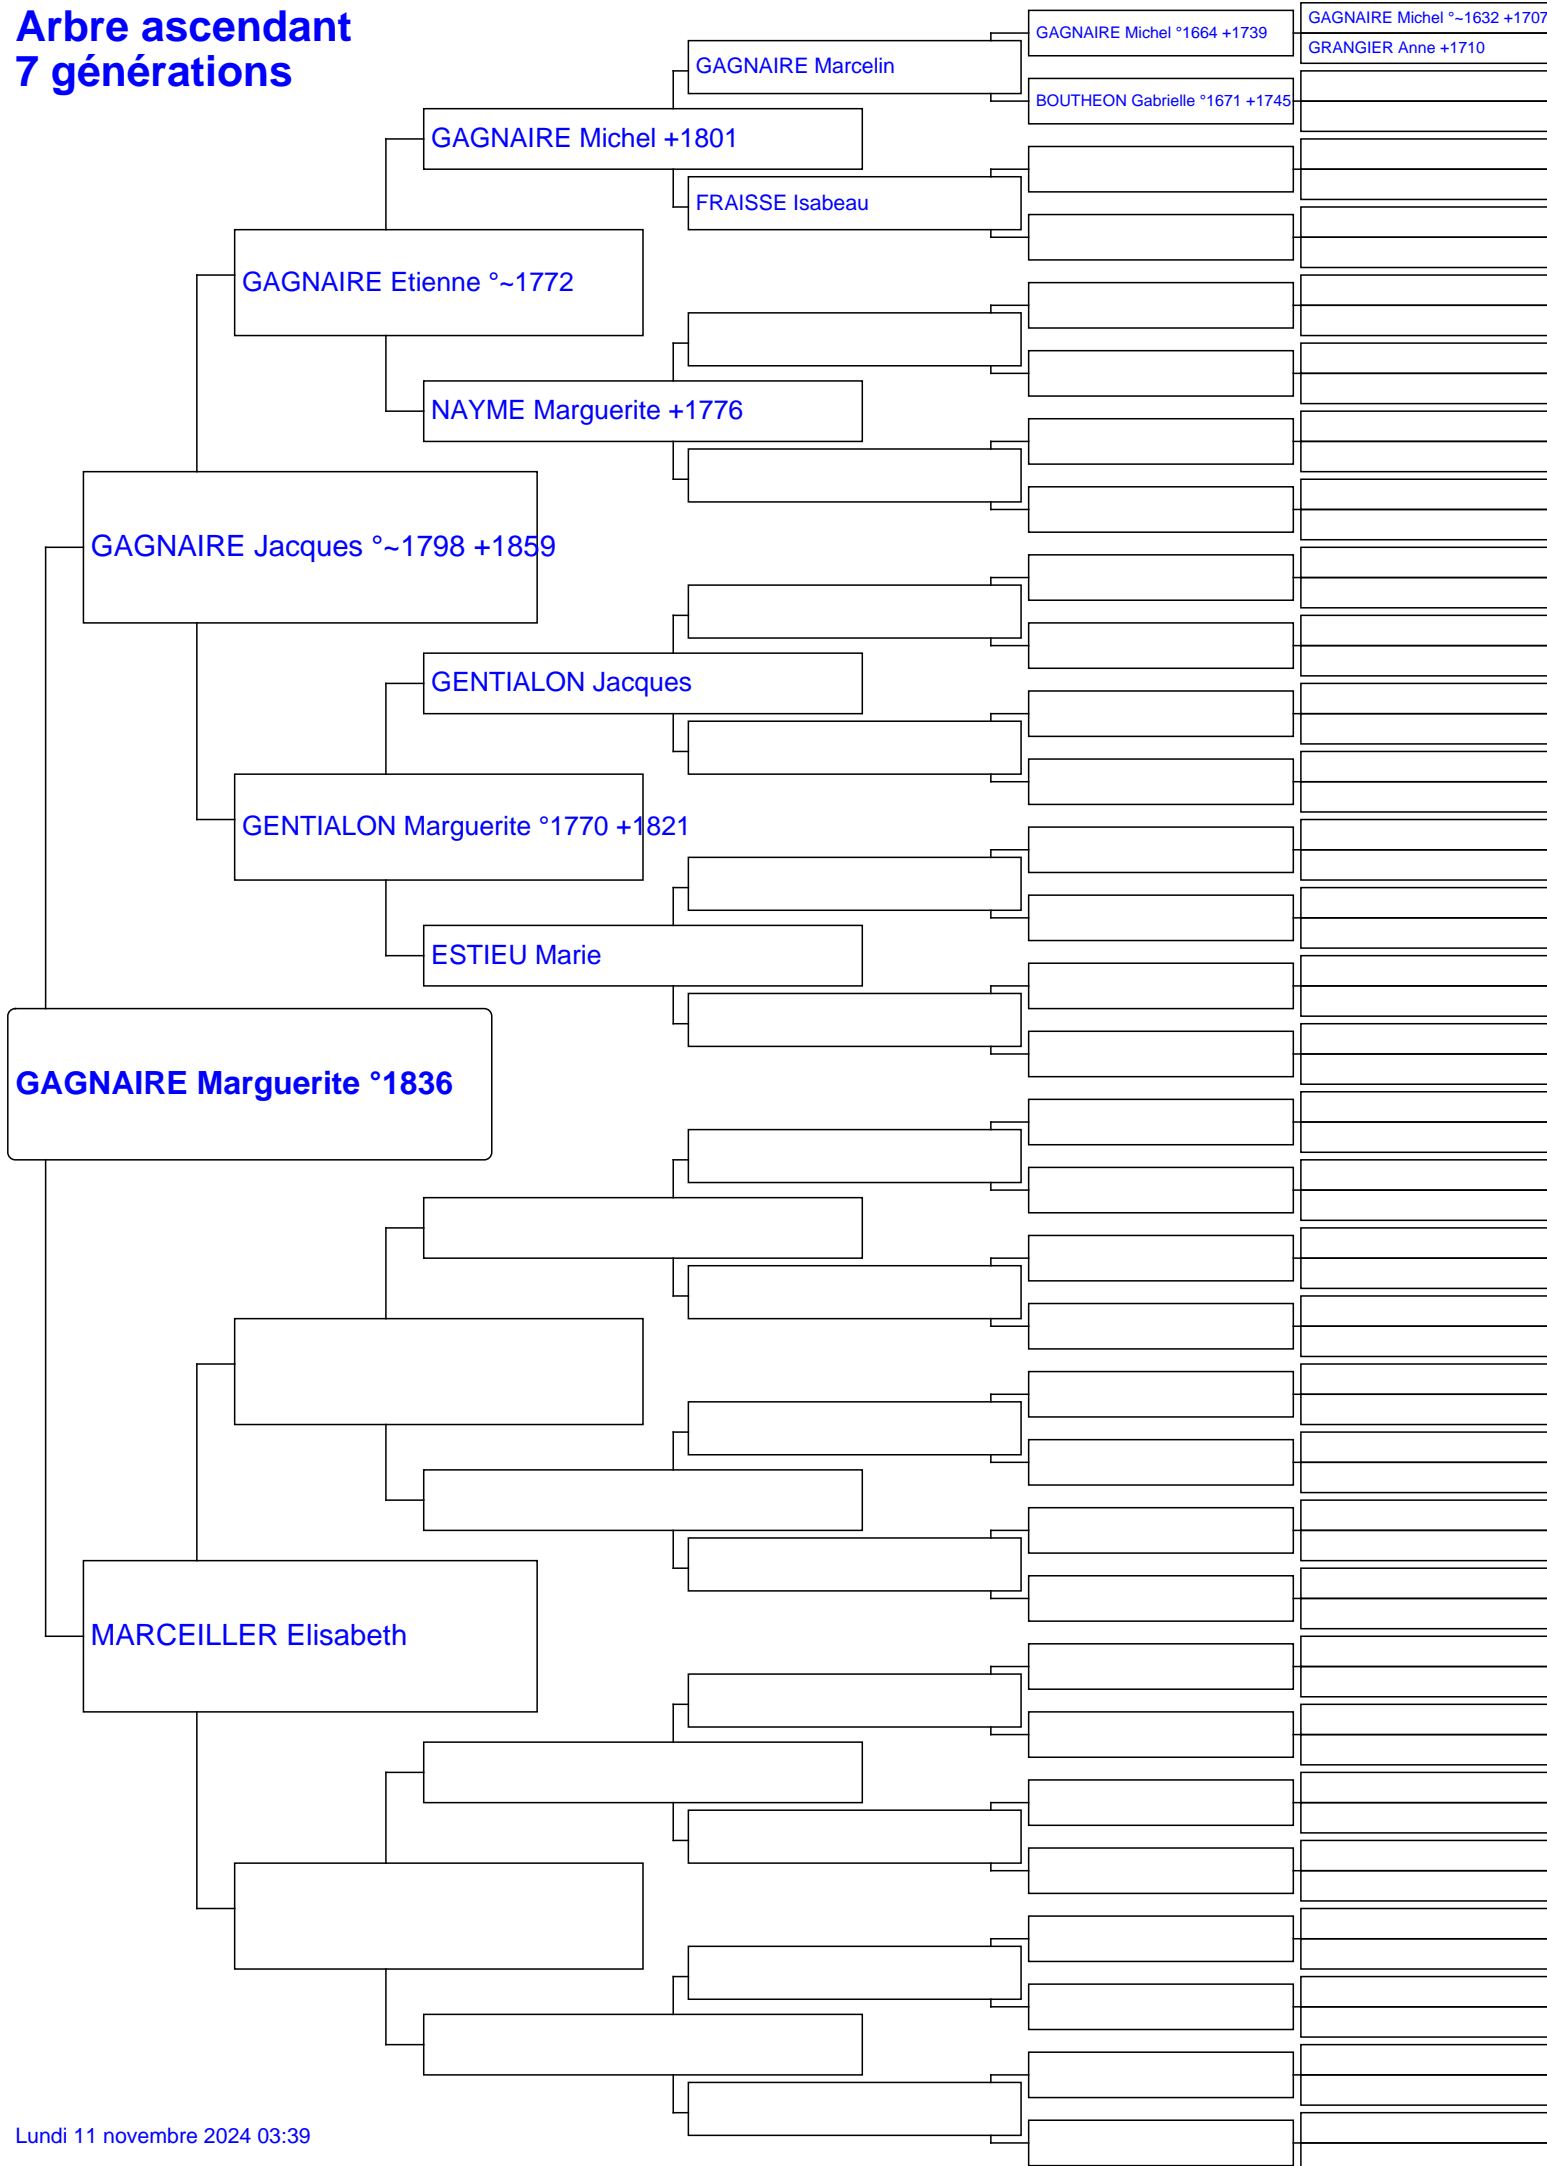 Arbre ascendant
7 générations
GAGNAIRE Michel °~1632 +1707
GAGNAIRE Michel °1664 +1739
GRANGIER Anne +1710
GAGNAIRE Marcelin
BOUTHEON Gabrielle °1671 +1745
GAGNAIRE Michel +1801
FRAISSE Isabeau
GAGNAIRE Etienne °~1772
NAYME Marguerite +1776
GAGNAIRE Jacques °~1798 +1859
GENTIALON Jacques
GENTIALON Marguerite °1770 +1821
ESTIEU Marie
GAGNAIRE Marguerite °1836
MARCEILLER Elisabeth
Lundi 11 novembre 2024 03:39